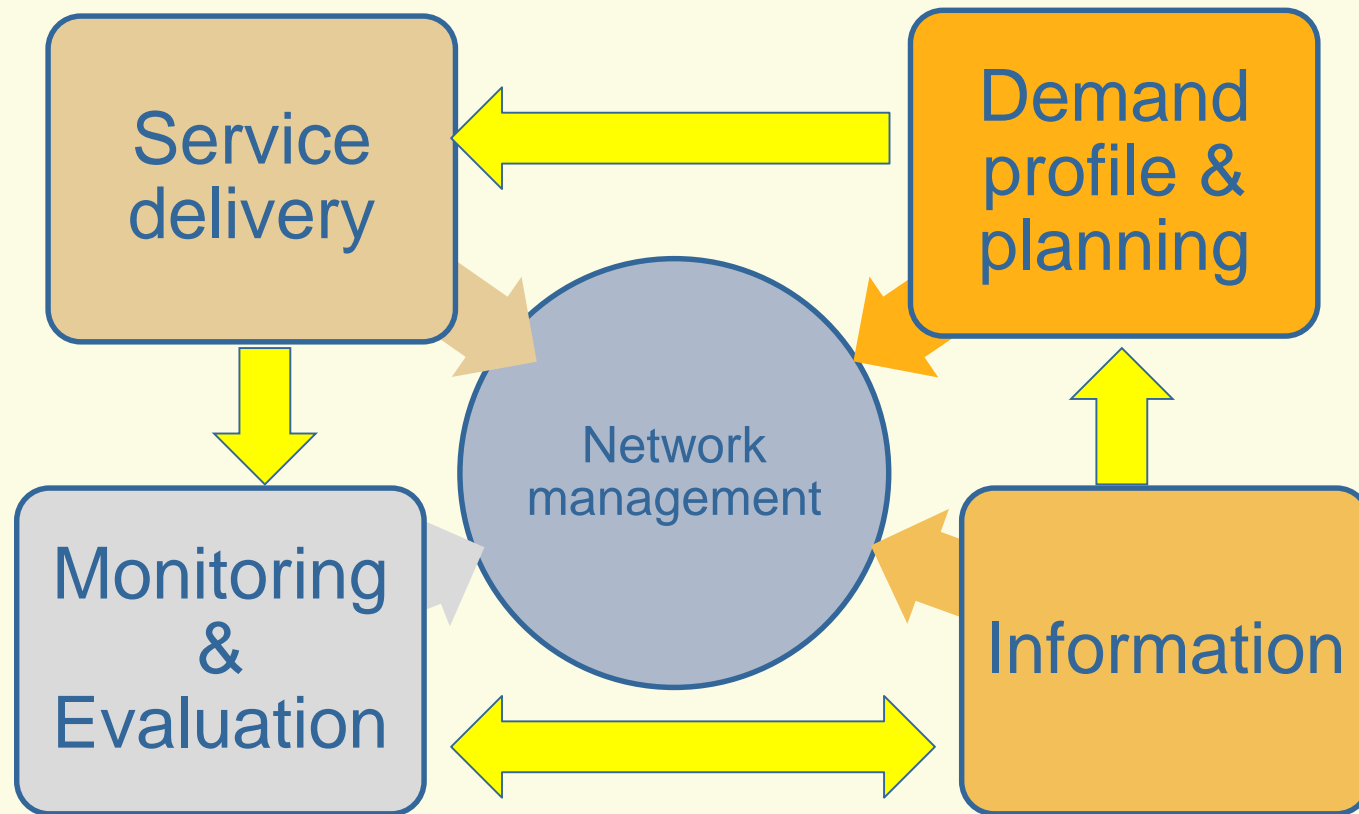 Service
delivery
Demand
profile &
planning
Network
management
Monitoring
&
Evaluation
Information